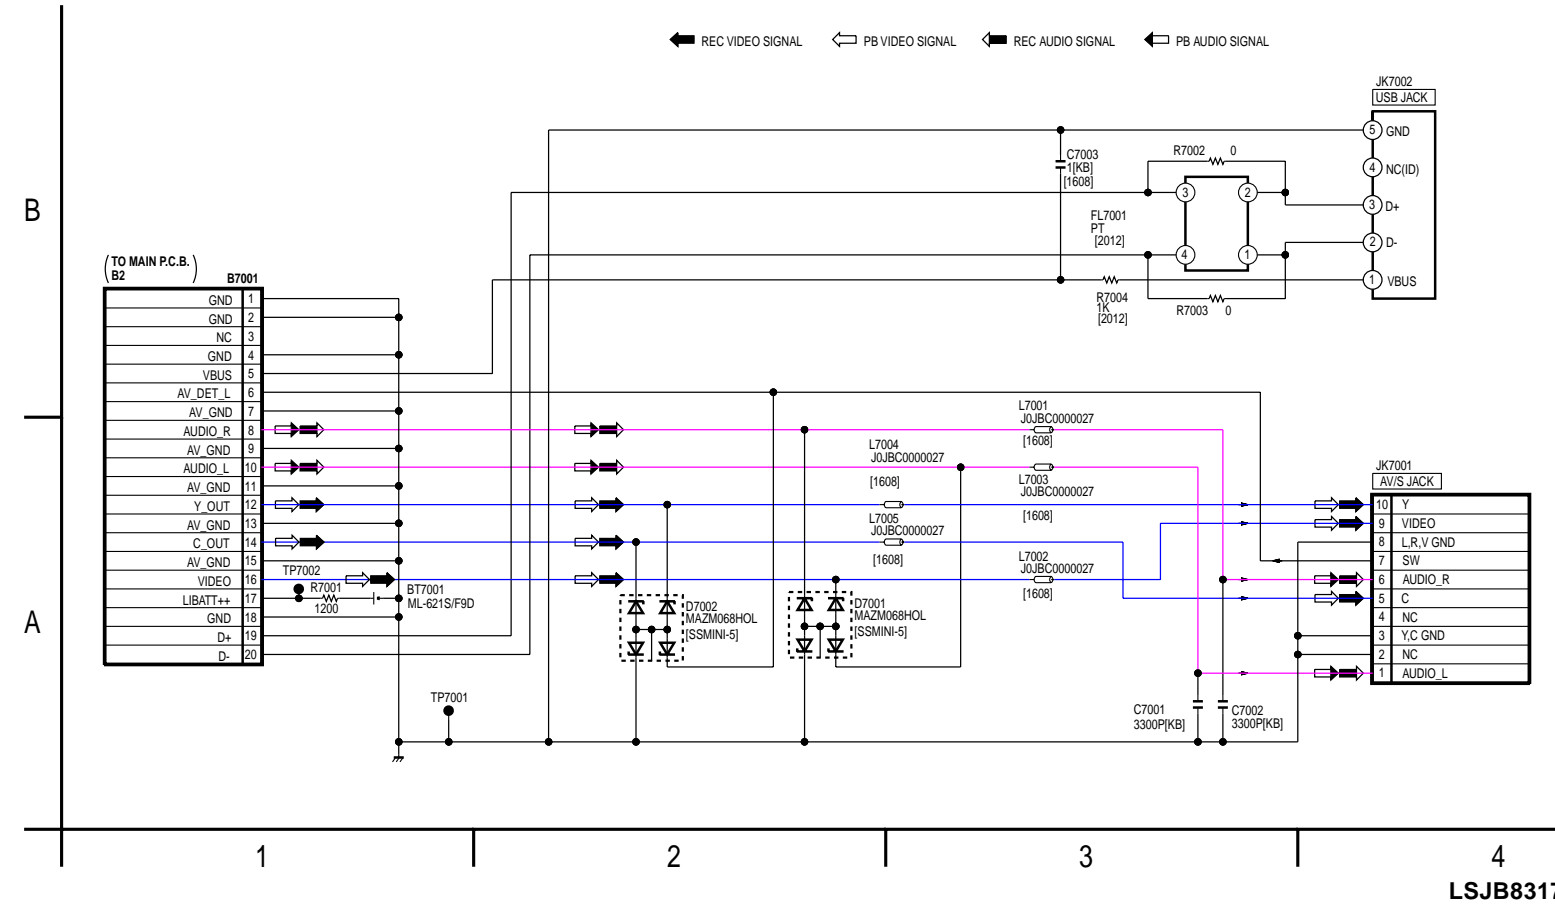 REC VIDEO SIGNAL PB VIDEO SIGNAL REC AUDIO SIGNAL PB AUDIO SIGNAL
JK7002
USB JACK
5 GND
4 NC(ID)
3 D+
2 D-
1 VBUS
C7003
1[KB]
[1608]
R7002 0
3 2
4 1
FL7001
PT
[2012]
R7004
1K
[2012]
R7003 0
B
(TO MAIN P.C.B.)
B2
B7001
GND 1
GND 2
NC 3
GND 4
VBUS 5
AV_DET_L 6
AV_GND 7
AUDIO_R 8
AV_GND 9
AUDIO_L 10
AV_GND 11
Y_OUT 12
AV_GND 13
C_OUT 14
AV_GND 15
VIDEO 16
LIBATT++ 17
GND 18
D+ 19
D- 20
TP7002
R7001
1200
BT7001
ML-621S/F9D
L7001
J0JBC0000027
[1608]
L7004
J0JBC0000027
[1608]
L7003
J0JBC0000027
[1608]
L7005
J0JBC0000027
[1608]
L7002
J0JBC0000027
[1608]
D7002
MAZM068HOL
[SSMINI-5]
D7001
MAZM068HOL
[SSMINI-5]
JK7001
AV/S JACK
10 Y
9 VIDEO
8 L,R,V GND
7 SW
6 AUDIO_R
5 C
4 NC
3 Y,C GND
2 NC
1 AUDIO_L
A
TP7001
C7001
3300P[KB]
C7002
3300P[KB]
1 2 3 4
LSJB8317